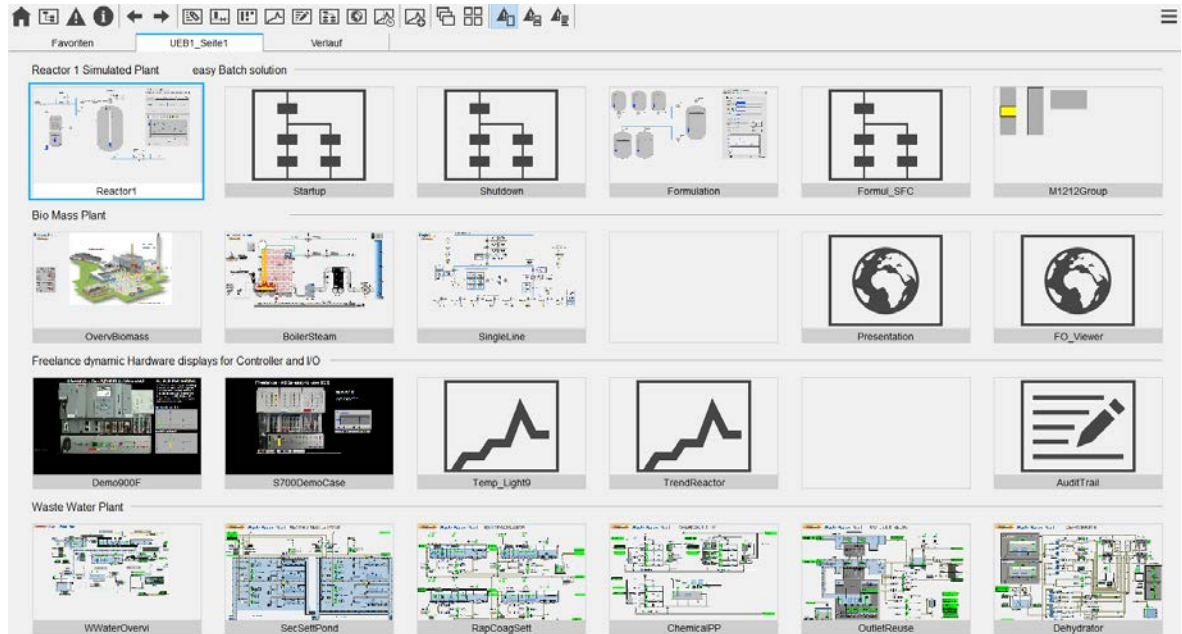 Favoriten UEB1_Seite1 Verlauf
Reactor 1 Simulated Plant easy Batch solution
Reactor1 Startup Shutdown Formulation Formul_SFC M1212Group
Bio Mass Plant
OvervBiomass BoilerSteam SingleLine Presentation FO_Viewer
Freelance dynamic Hardware displays for Controller and I/O
Demo900F S700DemoCase Temp_Light9 TrendReactor AuditTrail
Waste Water Plant
WWaterOvervi SecSettPond RapCoagSett ChemicalPP OutletReuse Dehydrator